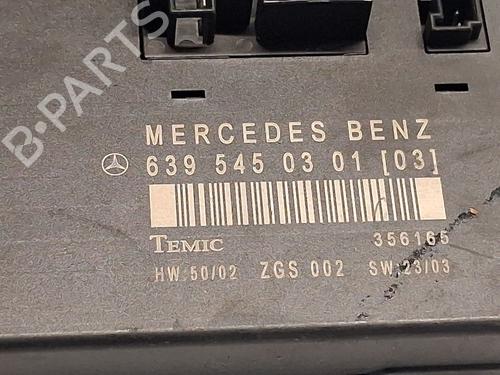 B-PARTS
MERCEDES BENZ
639 545 03 01 [03]
TEMIC 356165
HW:50/02 ZGS 002 SW:23/03